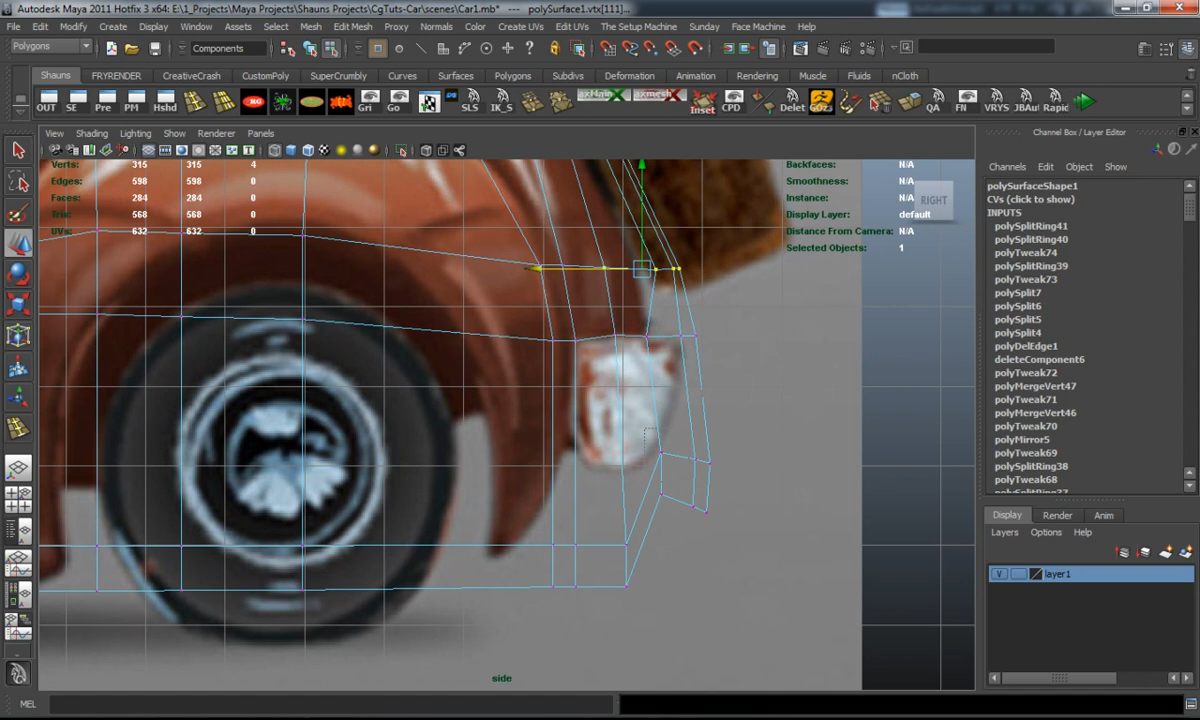 Autodesk Maya 2011 Hotfix 3 x64: E:\1_Projects\Maya Projects\Shauns Projects\CgTuts-Car\scenes\Car1.mb* --- polySurface1.vtx[111]...
File Edit Modify Create Display Window Assets Select Mesh Edit Mesh Proxy Normals Color Create UVs Edit UVs The Setup Machine Sunday Face Machine Help
Polygons Components
Shauns FRYRENDER CreativeCrash CustomPoly SuperCrumbly Curves Surfaces Polygons Subdivs Deformation Animation Rendering Muscle Fluids nCloth
OUT SE Pre PM Hshd Gri Go SLS IK_S Inset CPD Delet GOz3 QA FN VRYS JBAu Rapid
View Shading Lighting Show Renderer Panels
Channel Box / Layer Editor
Channels Edit Object Show
Verts: 315 315 4
Edges: 598 598 0
Faces: 284 284 0
Tris: 568 568 0
UVs: 632 632 0
Backfaces: N/A
Smoothness: N/A
Instance: N/A
Display Layer: default
Distance From Camera: N/A
Selected Objects: 1
RIGHT
polySurfaceShape1
CVs (click to show)
INPUTS
polySplitRing41
polySplitRing40
polyTweak74
polySplitRing39
polyTweak73
polySplit7
polySplit6
polySplit5
polySplit4
polyDelEdge1
deleteComponent6
polyTweak72
polyMergeVert47
polyTweak71
polyMergeVert46
polyTweak70
polyMirror5
polyTweak69
polySplitRing38
polyTweak68
polySplitRing37
Display Render Anim
Layers Options Help
V layer1
side
MEL